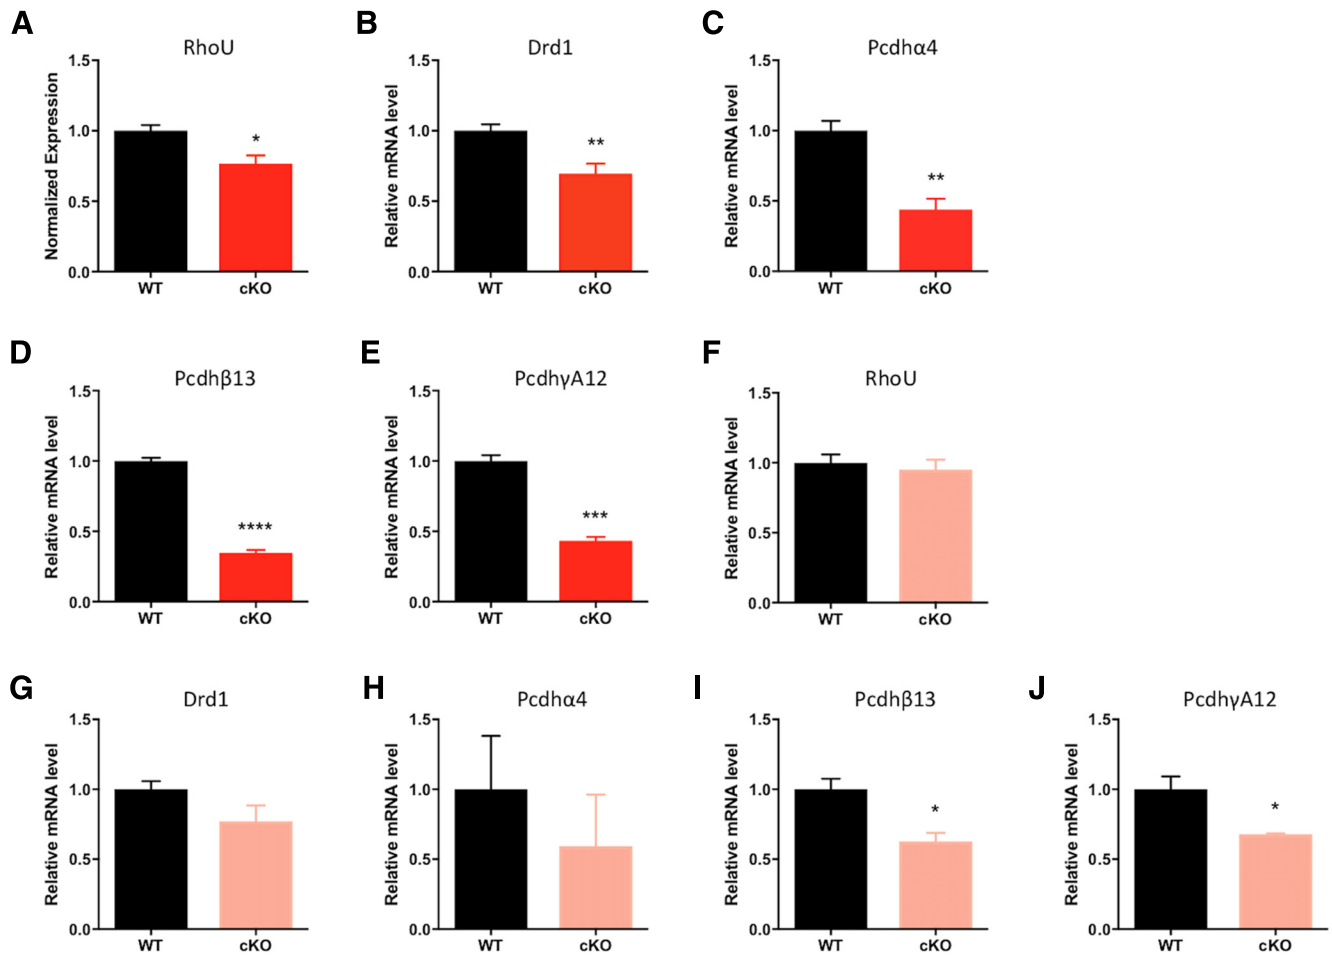 A
RhoU
Normalized Expression
1.5
1.0
0.5
0.0
*
WT cKO
B
Drd1
Relative mRNA level
1.5
1.0
0.5
0.0
**
WT cKO
C
Pcdhα4
Relative mRNA level
1.5
1.0
0.5
0.0
**
WT cKO
D
Pcdhβ13
Relative mRNA level
1.5
1.0
0.5
0.0
****
WT cKO
E
PcdhγA12
Relative mRNA level
1.5
1.0
0.5
0.0
***
WT cKO
F
RhoU
Relative mRNA level
1.5
1.0
0.5
0.0
WT cKO
G
Drd1
Relative mRNA level
1.5
1.0
0.5
0.0
WT cKO
H
Pcdhα4
Relative mRNA level
1.5
1.0
0.5
0.0
WT cKO
I
Pcdhβ13
Relative mRNA level
1.5
1.0
0.5
0.0
*
WT cKO
J
PcdhγA12
Relative mRNA level
1.5
1.0
0.5
0.0
*
WT cKO